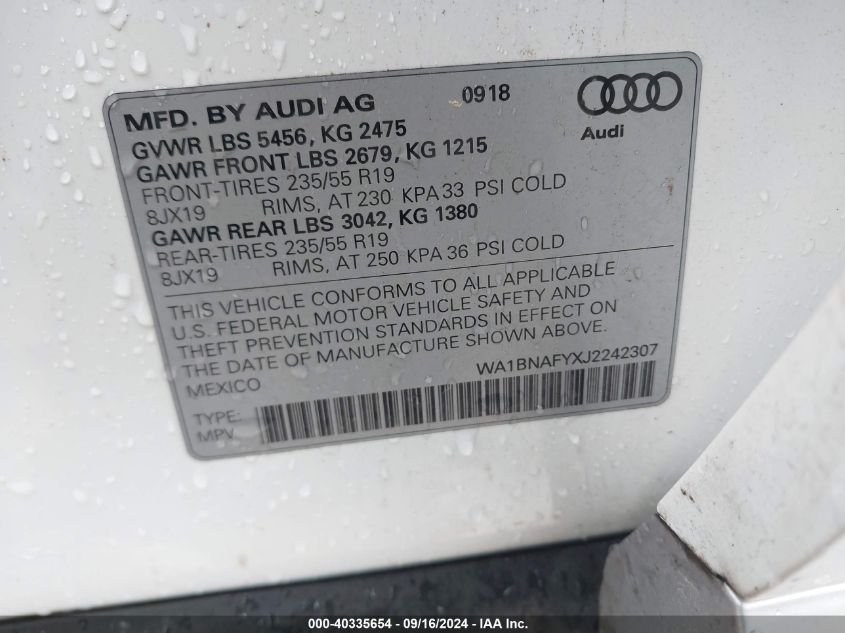 MFD. BY AUDI AG 0918
Audi
GVWR LBS 5456, KG 2475
GAWR FRONT LBS 2679, KG 1215
FRONT-TIRES 235/55 R19
8JX19 RIMS, AT 230 KPA 33 PSI COLD
GAWR REAR LBS 3042, KG 1380
REAR-TIRES 235/55 R19
8JX19 RIMS, AT 250 KPA 36 PSI COLD
THIS VEHICLE CONFORMS TO ALL APPLICABLE
U.S. FEDERAL MOTOR VEHICLE SAFETY AND
THEFT PREVENTION STANDARDS IN EFFECT ON
THE DATE OF MANUFACTURE SHOWN ABOVE.
MEXICO WA1BNAFYXJ2242307
TYPE:
MPV
000-40335654 - 09/16/2024 - IAA Inc.